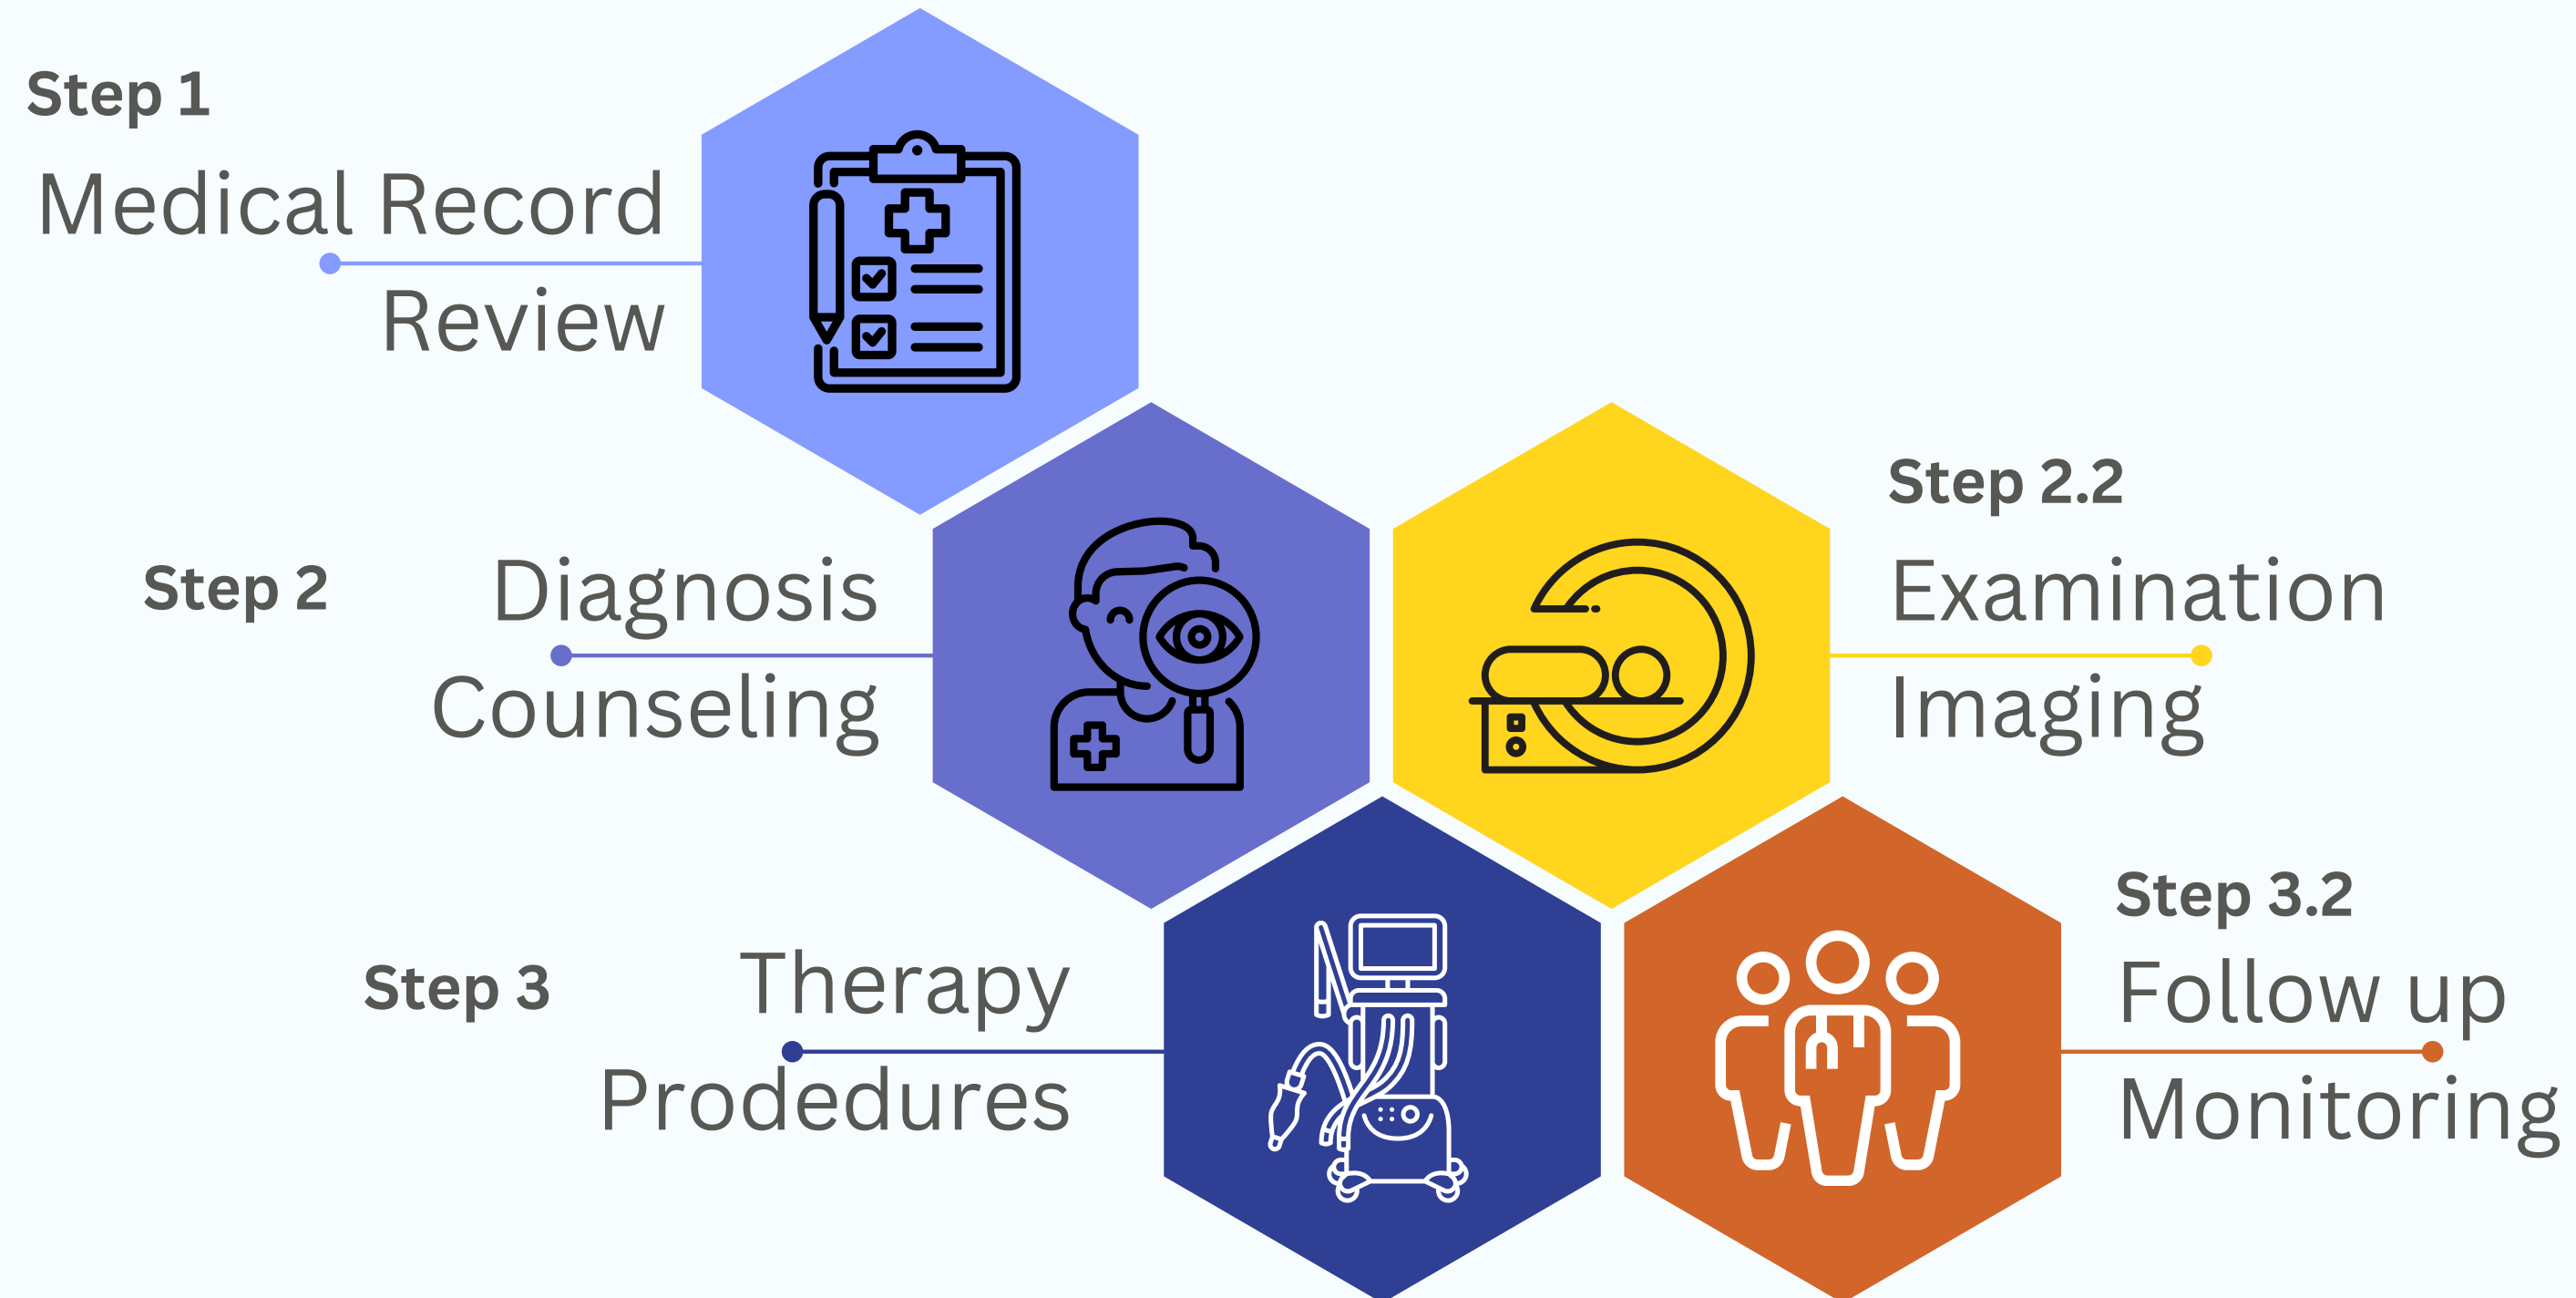 Step 1
Medical Record
Review
Step 2
Diagnosis
Counseling
Step 2.2
Examination
Imaging
Step 3
Therapy
Prodedures
Step 3.2
Follow up
Monitoring